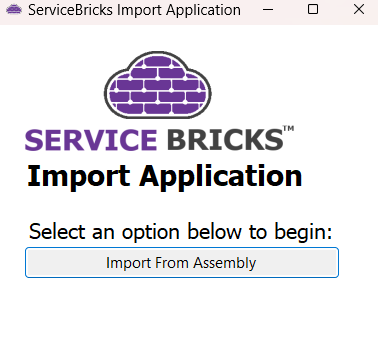 ServiceBricks Import Application
SERVICE BRICKS™
Import Application
Select an option below to begin:
Import From Assembly